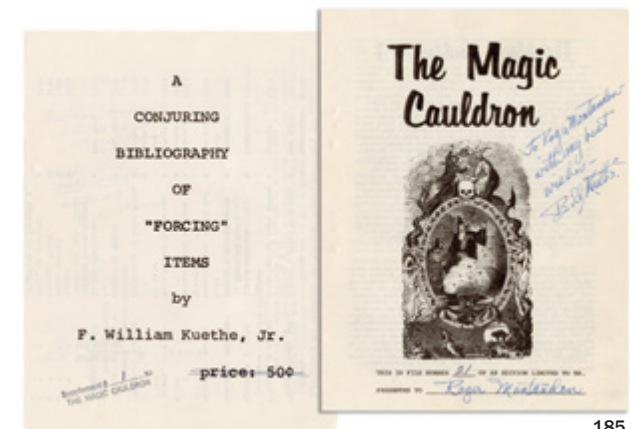 A
CONJURING
BIBLIOGRAPHY
OF
"FORCING"
ITEMS
by
F. William Kuethe, Jr.
price: 50¢
Supplement 1 to
THE MAGIC CAULDRON
The Magic
Cauldron
To Roger Montandon
with my best
wishes -
Bill Kuethe
THIS IS FILE NUMBER 21 OF AN EDITION LIMITED TO
PRESENTED TO Roger Montandon
185